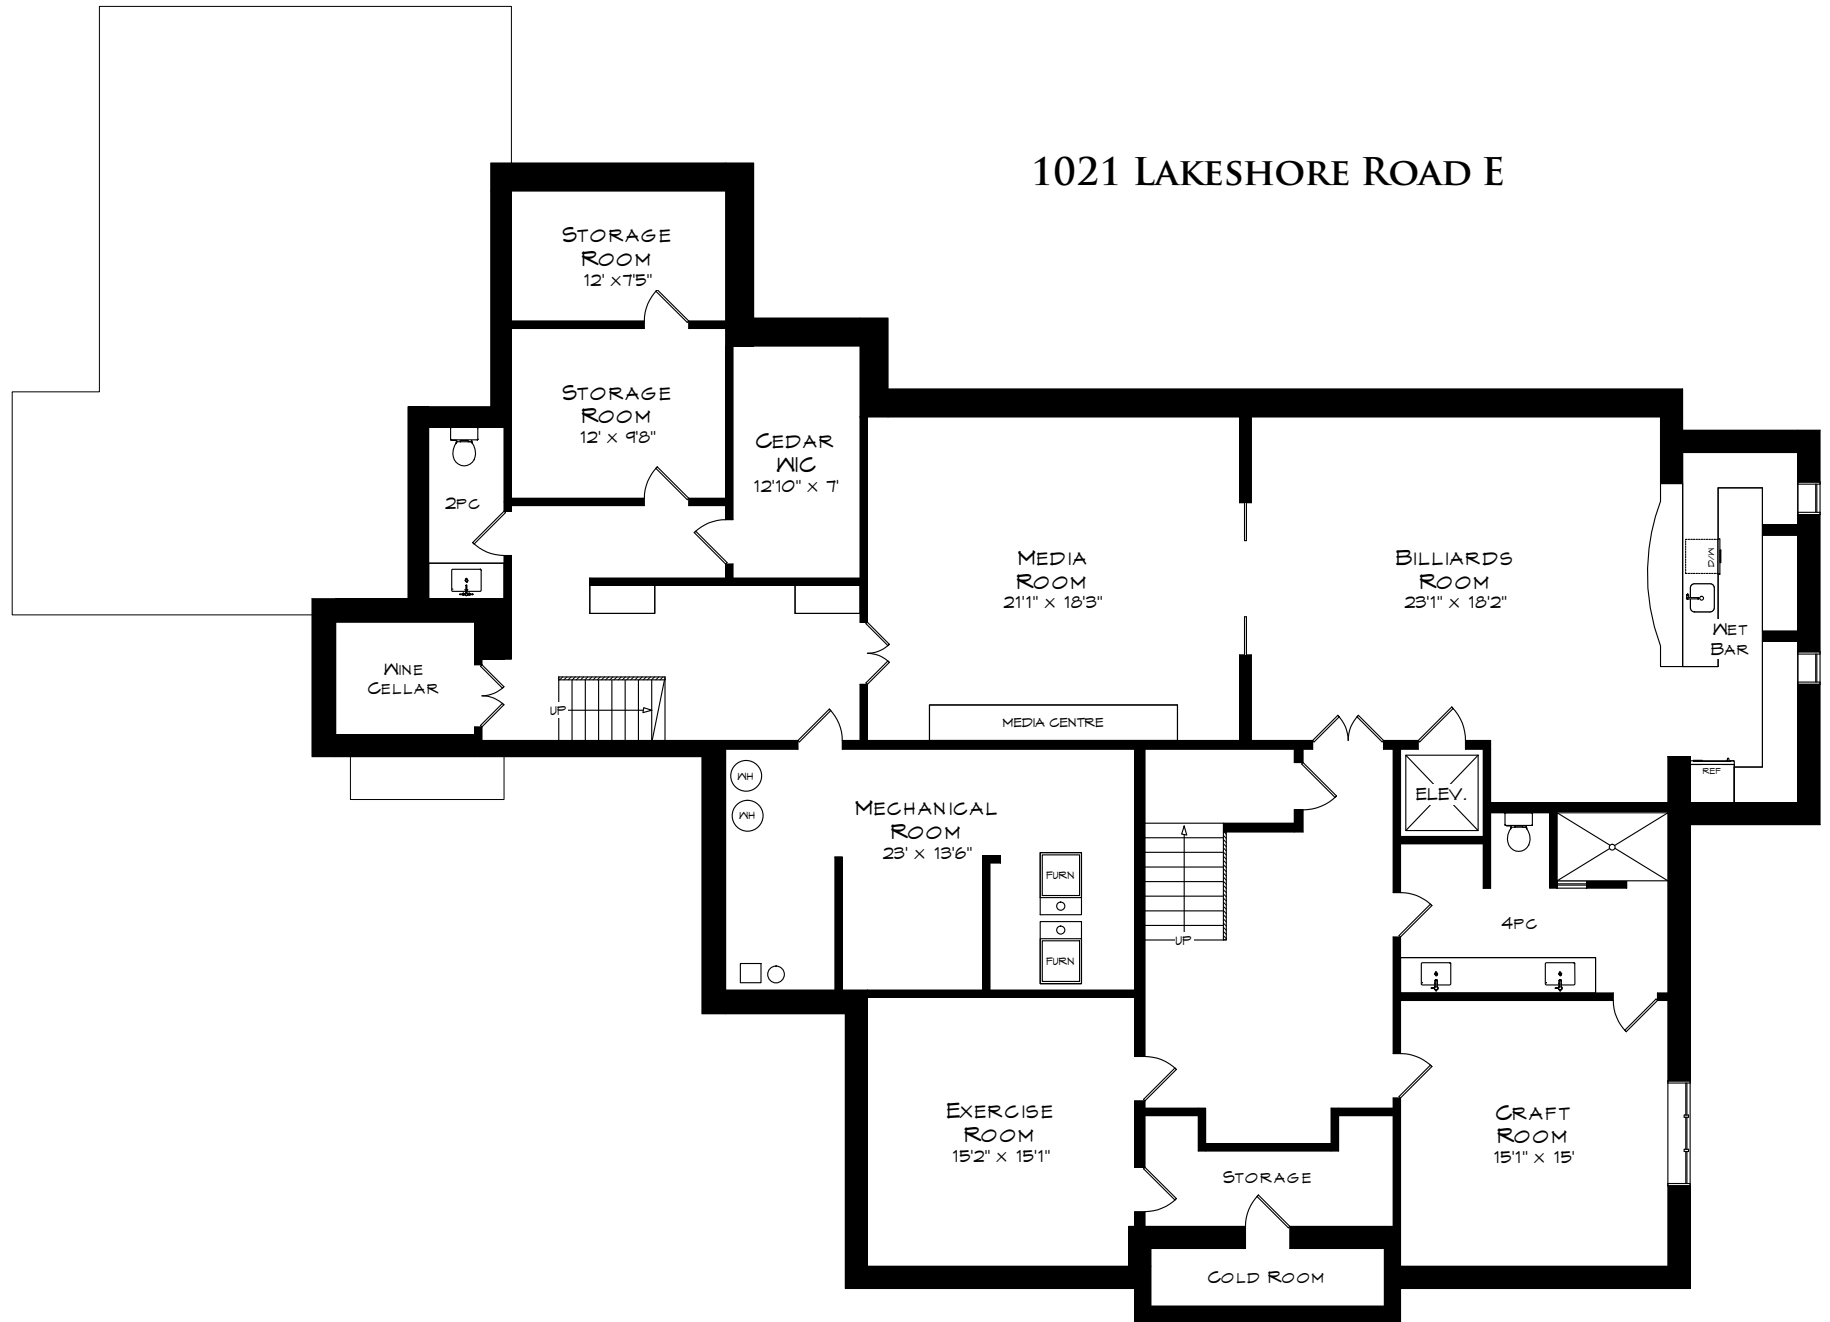 1021 Lakeshore Road E
Storage
Room
12' x 7'5"
Storage
Room
12' x 9'8"
Cedar
WIC
12'10" x 7'
2PC
Media
Room
21'1" x 18'3"
Billiards
Room
23'1" x 18'2"
M/D
Wet
Bar
Wine
Cellar
UP
Media Centre
REF
WH
WH
Mechanical
Room
23' x 13'6"
ELEV.
FURN
FURN
UP
4PC
Exercise
Room
15'2" x 15'1"
Craft
Room
15'1" x 15'
Storage
Cold Room